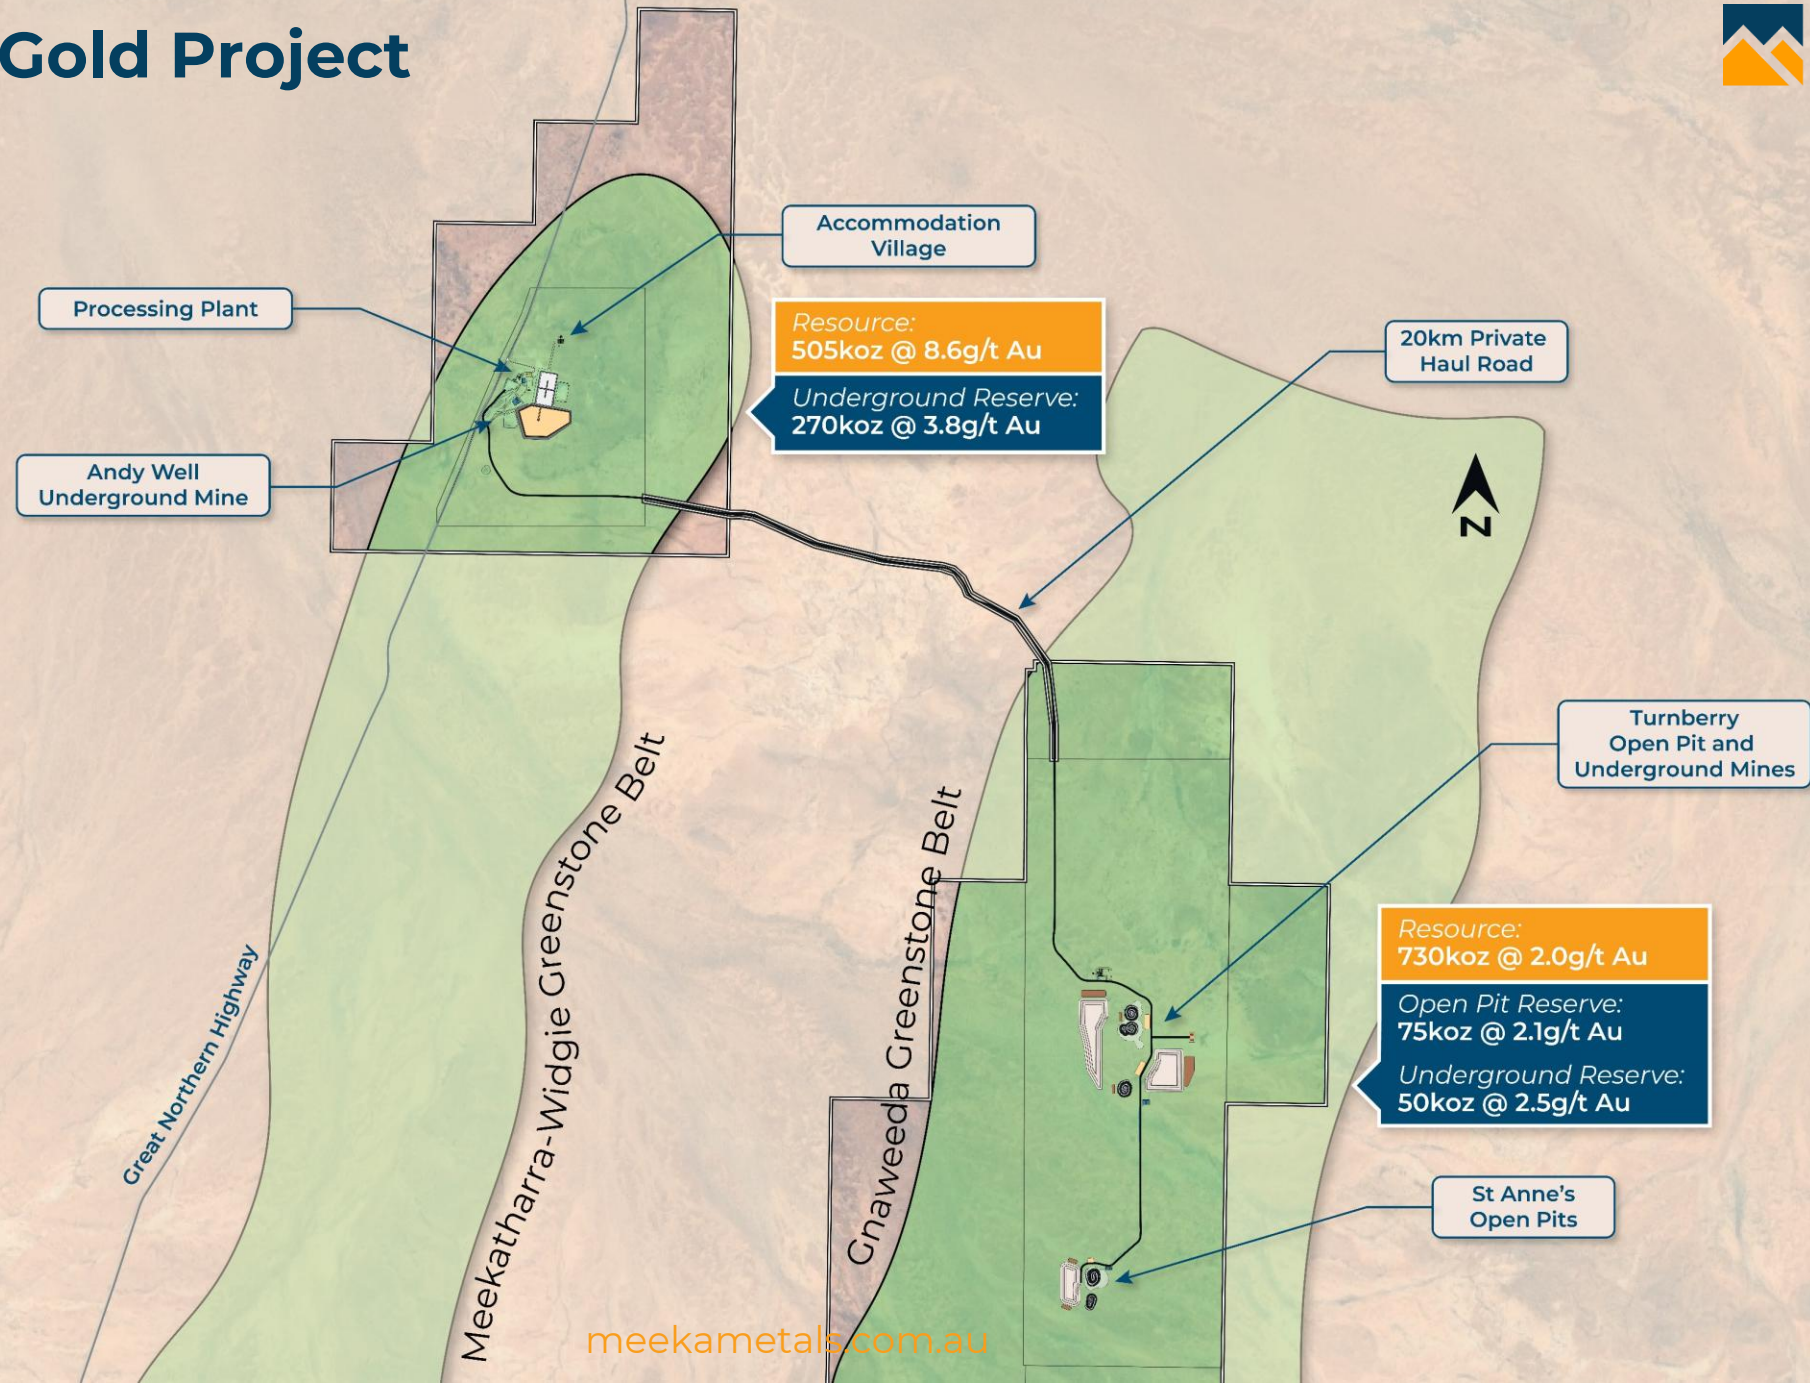 Gold Project
Accommodation
Village
Processing Plant
Resource:
505koz @ 8.6g/t Au
Underground Reserve:
270koz @ 3.8g/t Au
20km Private
Haul Road
Andy Well
Underground Mine
N
Turnberry
Open Pit and
Underground Mines
Meekatharra-Widgie Greenstone Belt
Gnaweeda Greenstone Belt
Great Northern Highway
Resource:
730koz @ 2.0g/t Au
Open Pit Reserve:
75koz @ 2.1g/t Au
Underground Reserve:
50koz @ 2.5g/t Au
St Anne's
Open Pits
meekametals.com.au